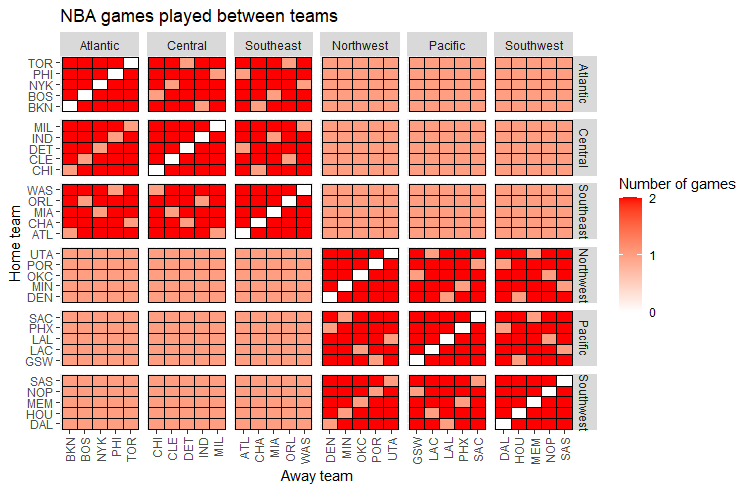 NBA games played between teams
Atlantic Central Southeast Northwest Pacific Southwest
TOR
PHI
NYK
BOS
BKN
Atlantic
MIL
IND
DET
CLE
CHI
Central
WAS
ORL
MIA
CHA
ATL
Southeast
UTA
POR
OKC
MIN
DEN
Northwest
SAC
PHX
LAL
LAC
GSW
Pacific
SAS
NOP
MEM
HOU
DAL
Southwest
Home team
BKN BOS NYK PHI TOR CHI CLE DET IND MIL ATL CHA MIA ORL WAS DEN MIN OKC POR UTA GSW LAC LAL PHX SAC DAL HOU MEM NOP SAS
Away team
Number of games
2
1
0